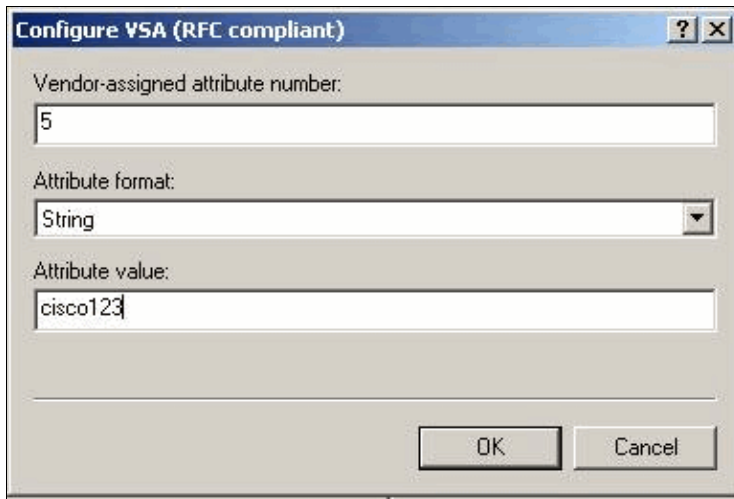 Configure VSA (RFC compliant)
Vendor-assigned attribute number:
5
Attribute format:
String
Attribute value:
cisco123
OK Cancel